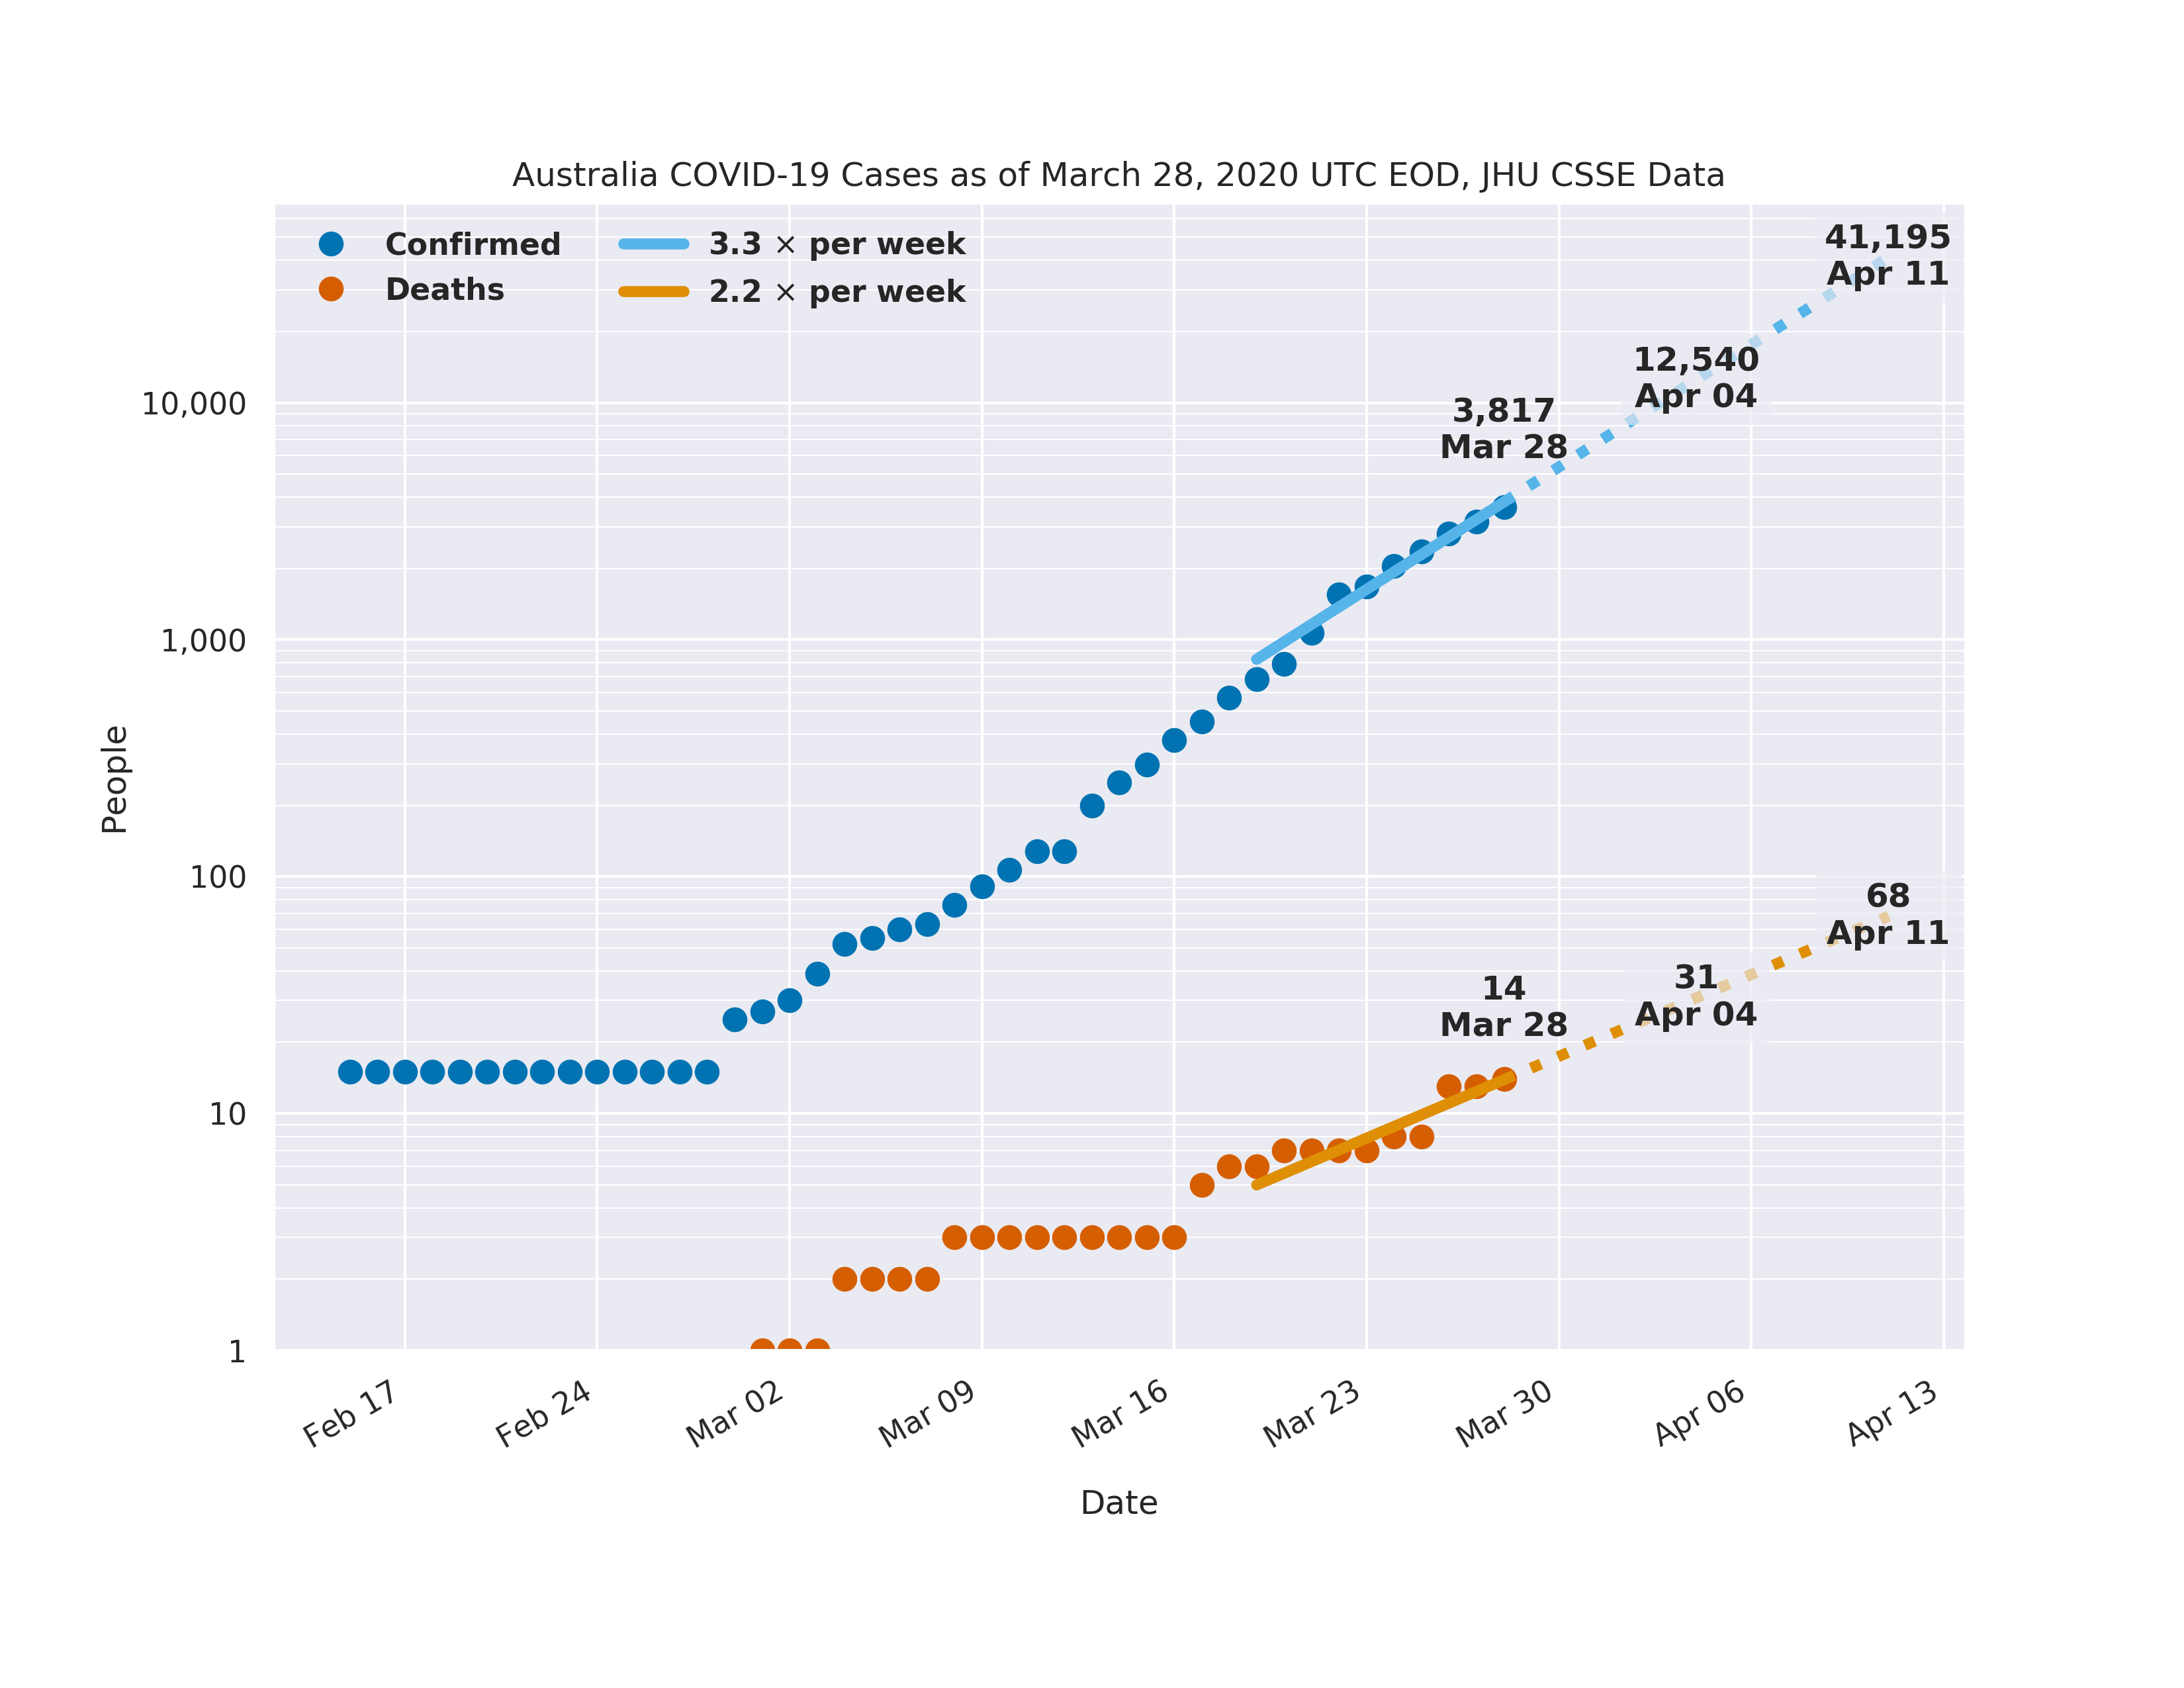 Australia COVID-19 Cases as of March 28, 2020 UTC EOD, JHU CSSE Data
Confirmed
Deaths
3.3 × per week
2.2 × per week
41,195
Apr 11
12,540
Apr 04
3,817
Mar 28
68
Apr 11
31
Apr 04
14
Mar 28
People
10,000
1,000
100
10
1
Feb 17
Feb 24
Mar 02
Mar 09
Mar 16
Mar 23
Mar 30
Apr 06
Apr 13
Date